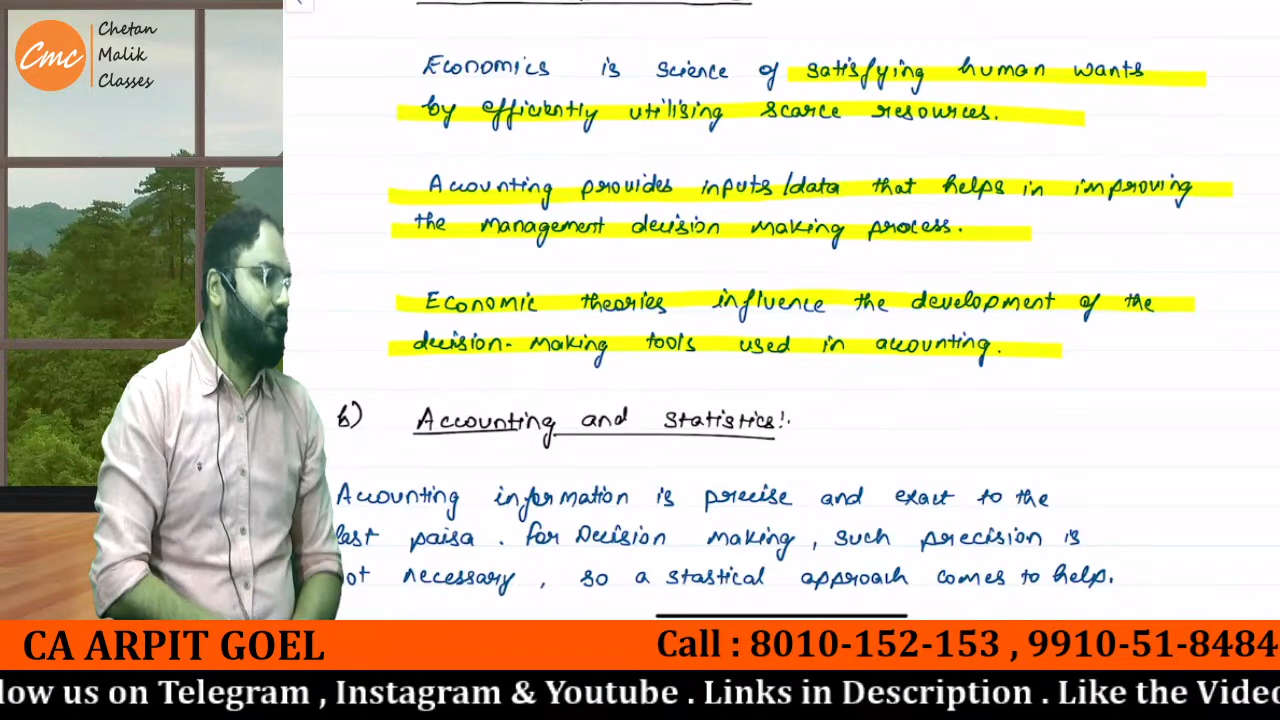 CMC
Chetan
Malik
Classes
Economics is science of satisfying human wants
by efficiently utilising scarce resources.
Accounting provides inputs/data that helps in improving
the management decision making process.
Economic theories influence the development of the
decision-making tools used in accounting.
b) Accounting and Statistics:
Accounting information is precise and exact to the
last paisa. For Decision making, such precision is
not necessary, so a stastical approach comes to help.
CA ARPIT GOEL
Call : 8010-152-153 , 9910-51-8484
low us on Telegram , Instagram & Youtube . Links in Description . Like the Video